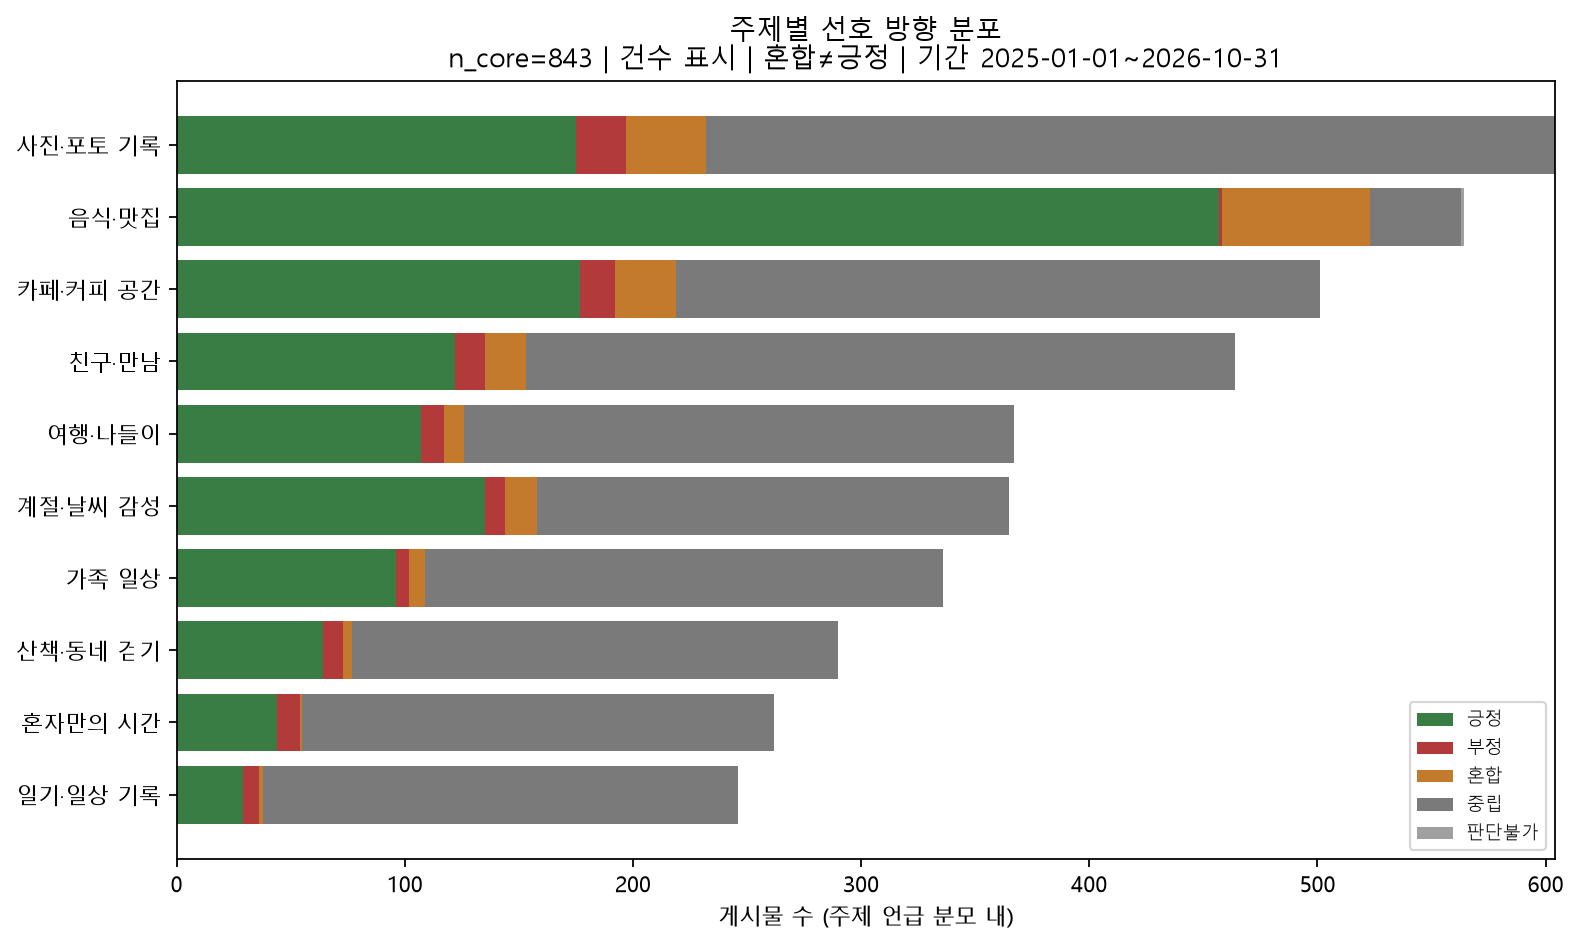 주제별 선호 방향 분포
n_core=843 | 건수 표시 | 혼합≠긍정 | 기간 2025-01-01~2026-10-31
사진·포토 기록
음식·맛집
카페·커피 공간
친구·만남
여행·나들이
계절·날씨 감성
가족 일상
산책·동네 걷기
혼자만의 시간
일기·일상 기록
긍정
부정
혼합
중립
판단불가
0 100 200 300 400 500 600
게시물 수 (주제 언급 분모 내)